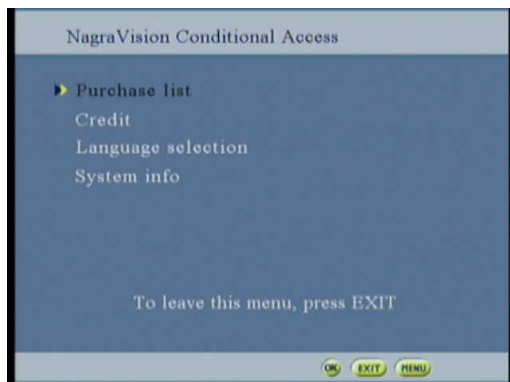 NagraVision Conditional Access
Purchase list
Credit
Language selection
System info
To leave this menu, press EXIT
OK EXIT MENU